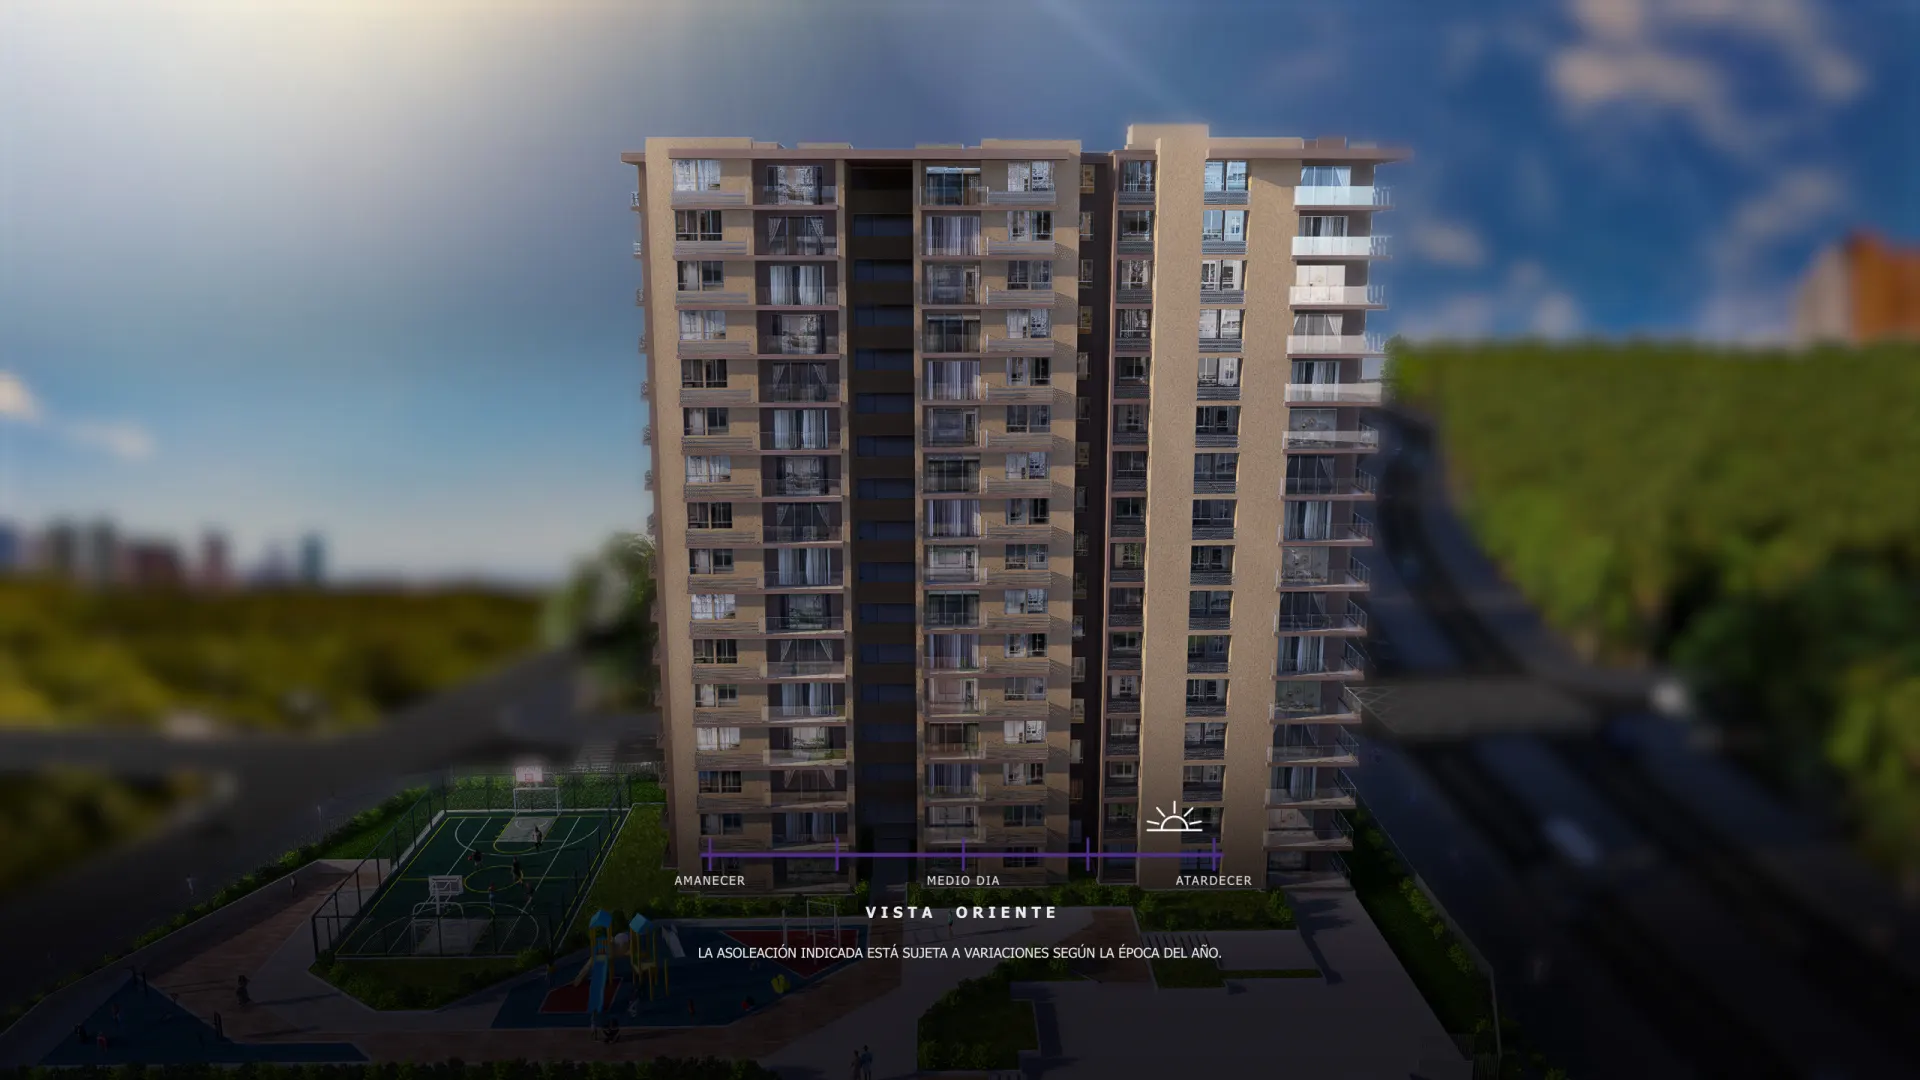 AMANECER MEDIO DIA ATARDECER
VISTA ORIENTE
LA ASOLEACIÓN INDICADA ESTÁ SUJETA A VARIACIONES SEGÚN LA ÉPOCA DEL AÑO.